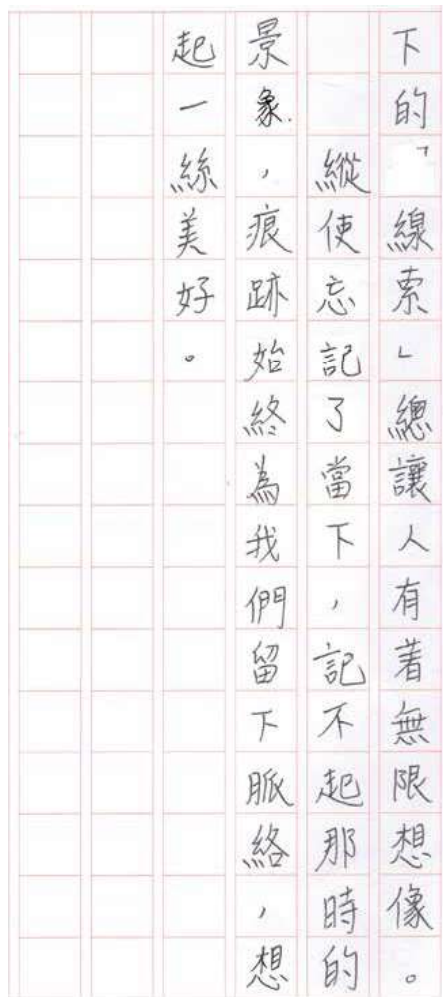 下的「線索」總讓人有著無限想像。
縱使忘記了當下，記不起那時的
景象，痕跡始終為我們留下脈絡，想
起一絲美好。